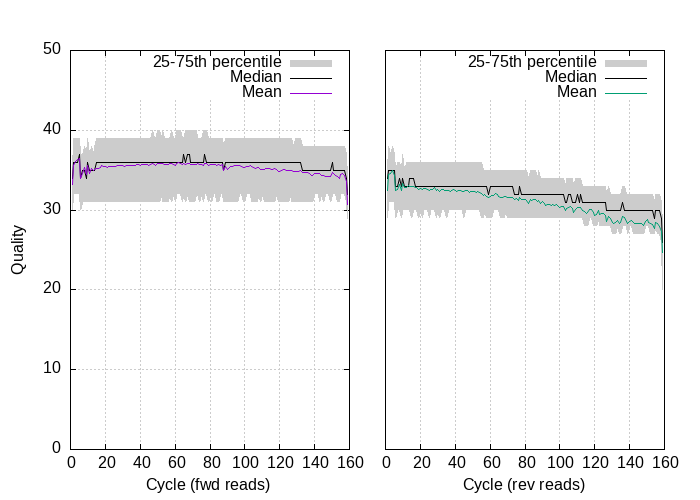 50
40
30
20
10
0
Quality
25-75th percentile
Median
Mean
0 20 40 60 80 100 120 140 160
Cycle (fwd reads)
25-75th percentile
Median
Mean
0 20 40 60 80 100 120 140 160
Cycle (rev reads)